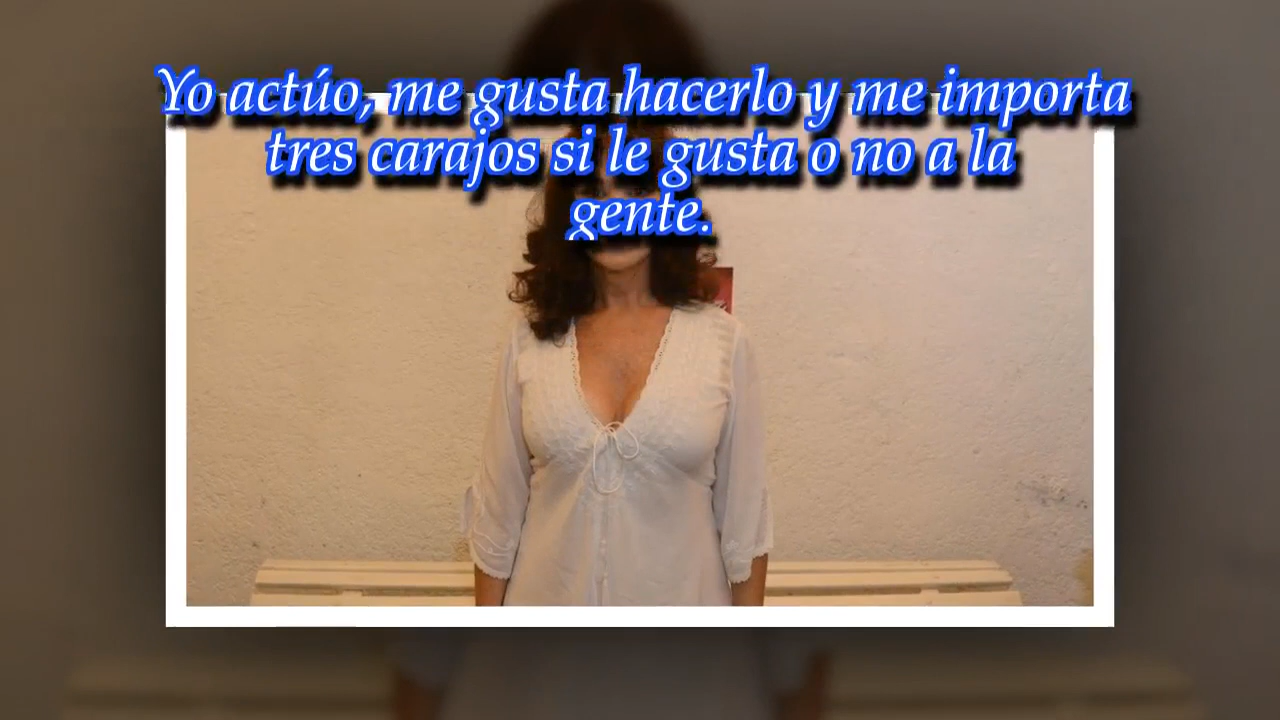 Yo actúo, me gusta hacerlo y me importa
tres carajos si le gusta o no a la
gente.